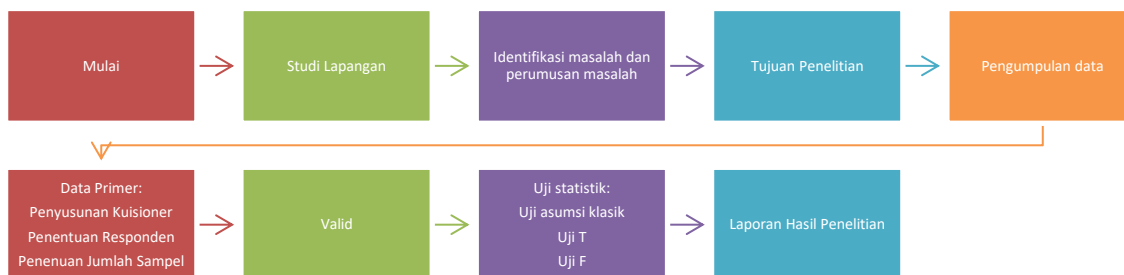 Mulai
Studi Lapangan
Identifikasi masalah dan
perumusan masalah
Tujuan Penelitian
Pengumpulan data
Data Primer:
Penyusunan Kuisioner
Penentuan Responden
Penenuan Jumlah Sampel
Valid
Uji statistik:
Uji asumsi klasik
Uji T
Uji F
Laporan Hasil Penelitian